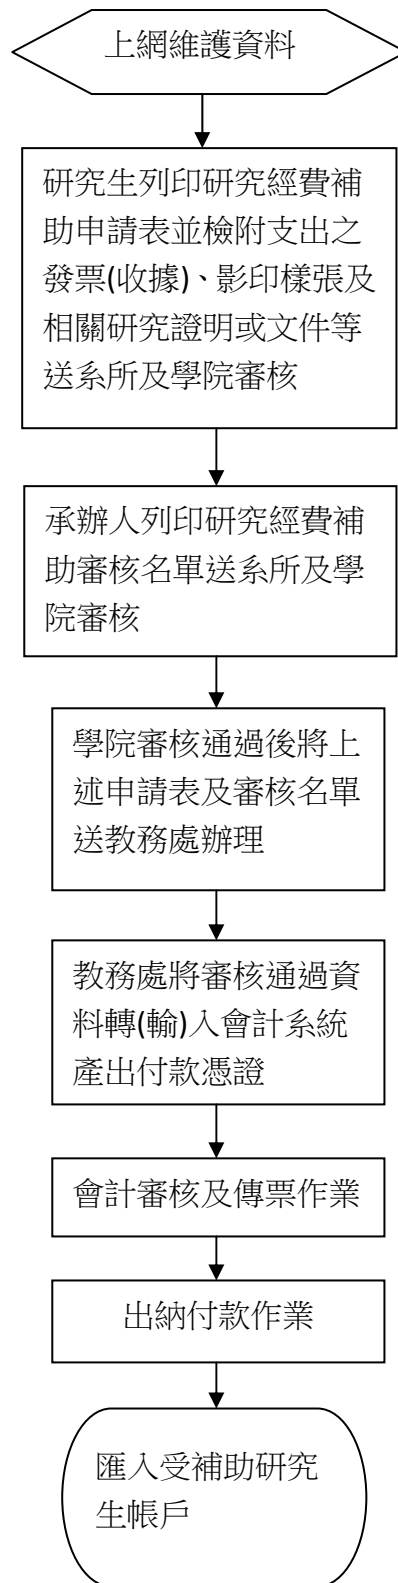 上網維護資料
研究生列印研究經費補
助申請表並檢附支出之
發票(收據)、影印樣張及
相關研究證明或文件等
送系所及學院審核
承辦人列印研究經費補
助審核名單送系所及學
院審核
學院審核通過後將上
述申請表及審核名單
送教務處辦理
教務處將審核通過資
料轉(輸)入會計系統
產出付款憑證
會計審核及傳票作業
出納付款作業
匯入受補助研究
生帳戶